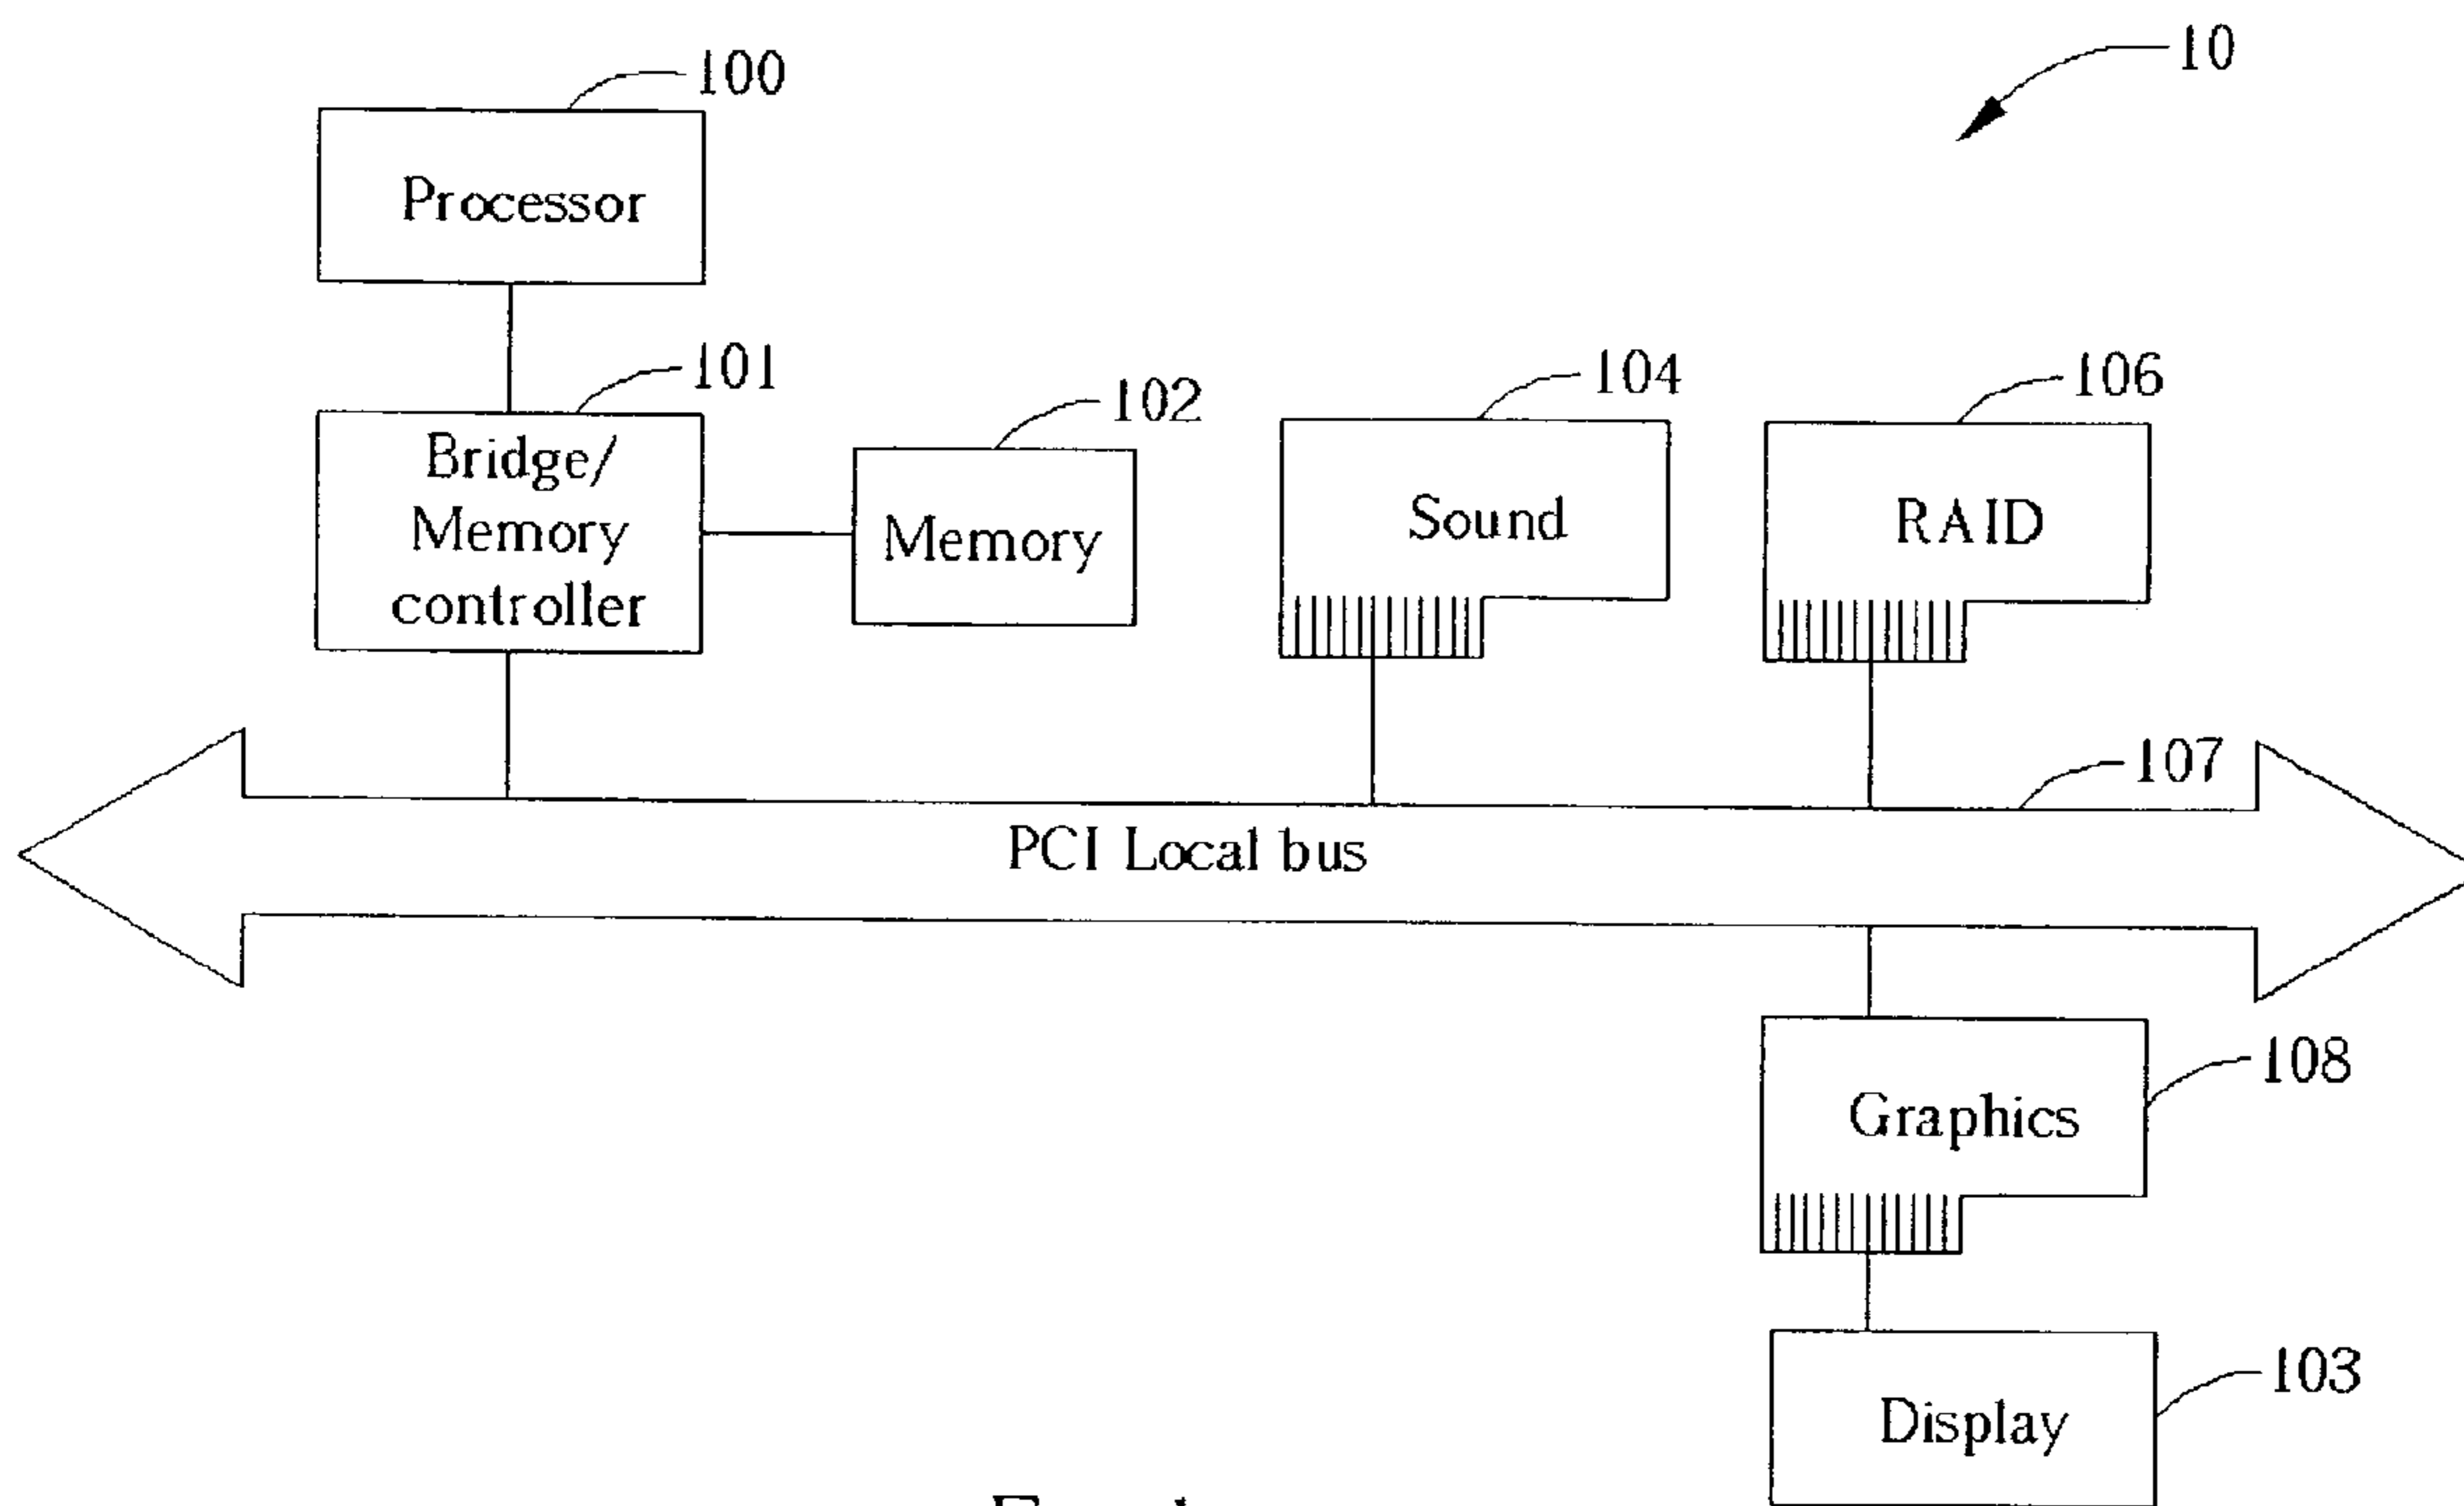 10
100
Processor
101
Bridge/
Memory
controller
102
Memory
104
Sound
106
RAID
107
PCI Local bus
108
Graphics
103
Display